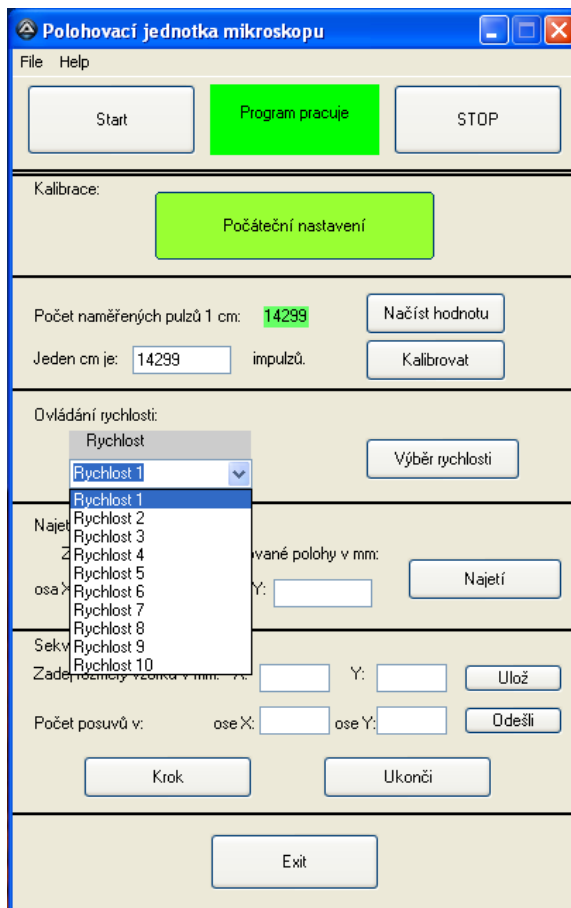 Polohovací jednotka mikroskopu
File Help
Start
Program pracuje
STOP
Kalibrace:
Počáteční nastavení
Počet naměřených pulzů 1 cm: 14299
Načíst hodnotu
Jeden cm je: 14299 impulzů.
Kalibrovat
Ovládání rychlosti:
Rychlost
Rychlost 1
Výběr rychlosti
Rychlost 1
Rychlost 2
Rychlost 3
Rychlost 4
Rychlost 5
Rychlost 6
Rychlost 7
Rychlost 8
Rychlost 9
Rychlost 10
polohy v mm:
osa X
Y:
Najetí
Y:
Ulož
Počet posuvů v: ose X: ose Y:
Odešli
Krok
Ukonči
Exit